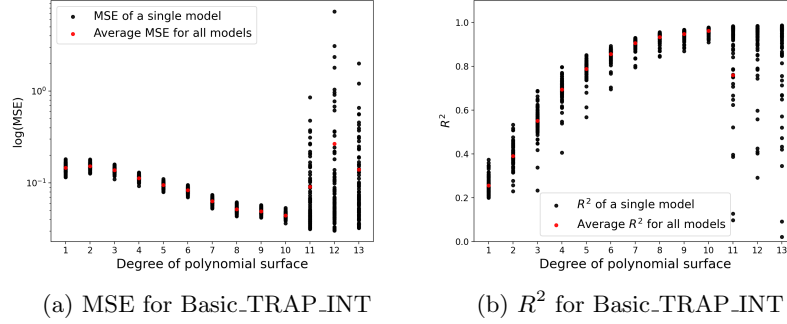 MSE of a single model
Average MSE for all models
log(MSE)
10⁰
10⁻¹
1 2 3 4 5 6 7 8 9 10 11 12 13
Degree of polynomial surface
(a) MSE for Basic_TRAP_INT
1.0
0.8
0.6
0.4
0.2
0.0
R²
R² of a single model
Average R² for all models
1 2 3 4 5 6 7 8 9 10 11 12 13
Degree of polynomial surface
(b) R² for Basic_TRAP_INT